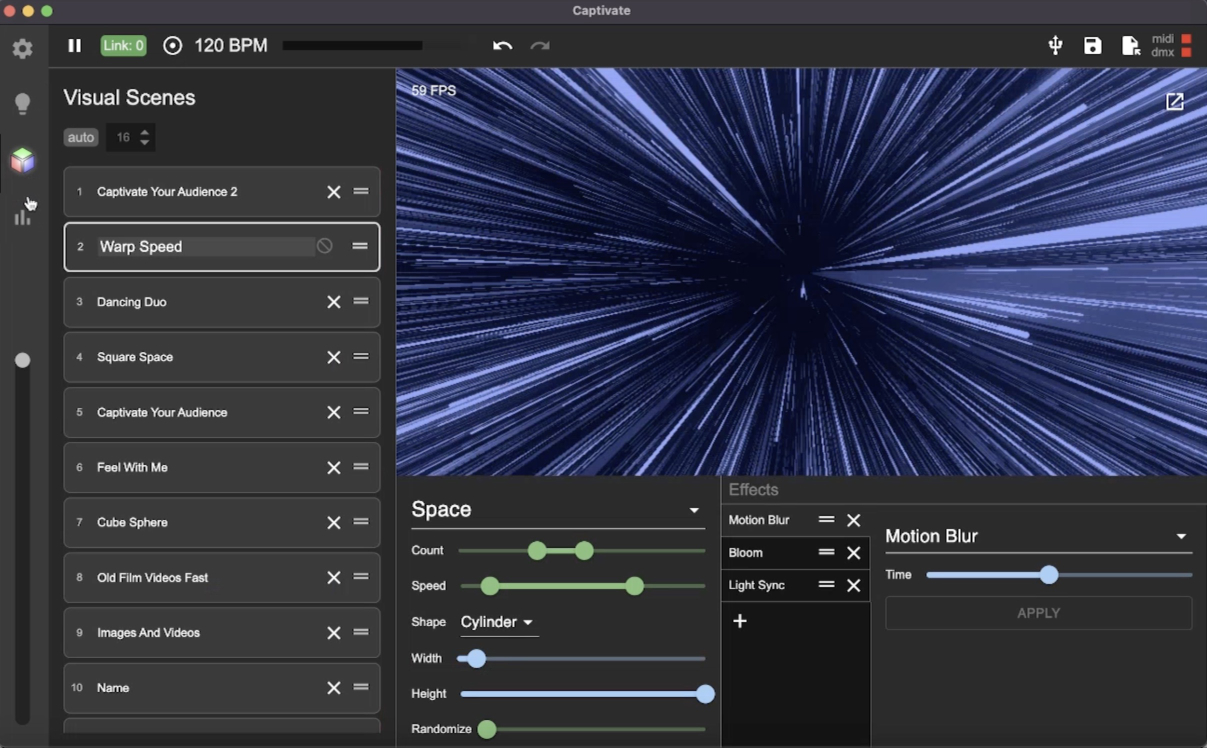 Captivate
Link: 0
120 BPM
midi
dmx
Visual Scenes
auto
16
59 FPS
1 Captivate Your Audience 2
2 Warp Speed
3 Dancing Duo
4 Square Space
5 Captivate Your Audience
6 Feel With Me
7 Cube Sphere
8 Old Film Videos Fast
9 Images And Videos
10 Name
Space
Count
Speed
Shape Cylinder
Width
Height
Randomize
Effects
Motion Blur
Bloom
Light Sync
Motion Blur
Time
APPLY